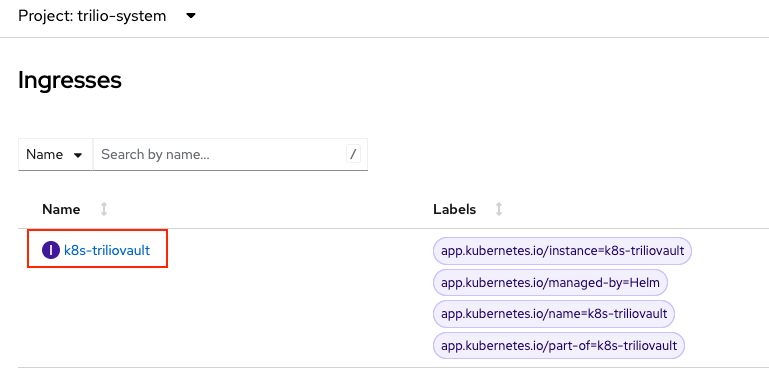 Project: trilio-system
Ingresses
Name Search by name... /
Name Labels
I k8s-triliovault app.kubernetes.io/instance=k8s-triliovault
app.kubernetes.io/managed-by=Helm
app.kubernetes.io/name=k8s-triliovault
app.kubernetes.io/part-of=k8s-triliovault